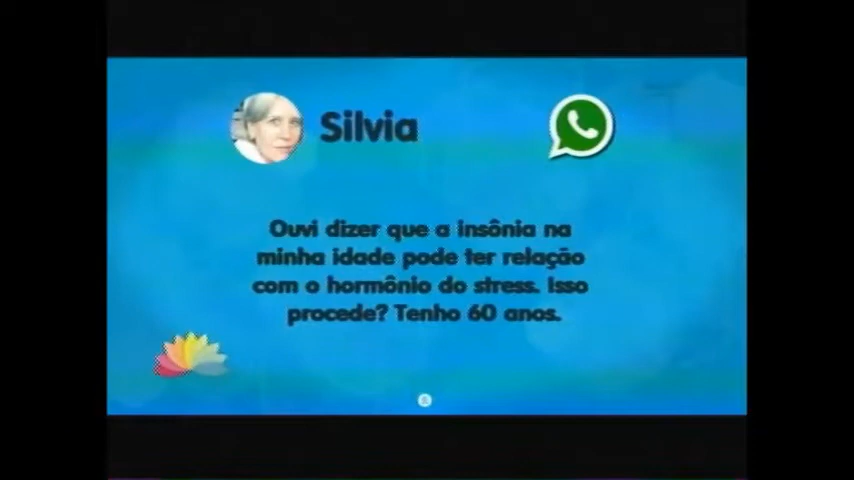 Silvia
Ouvi dizer que a insônia na
minha idade pode ter relação
com o hormônio do stress. Isso
procede? Tenho 60 anos.